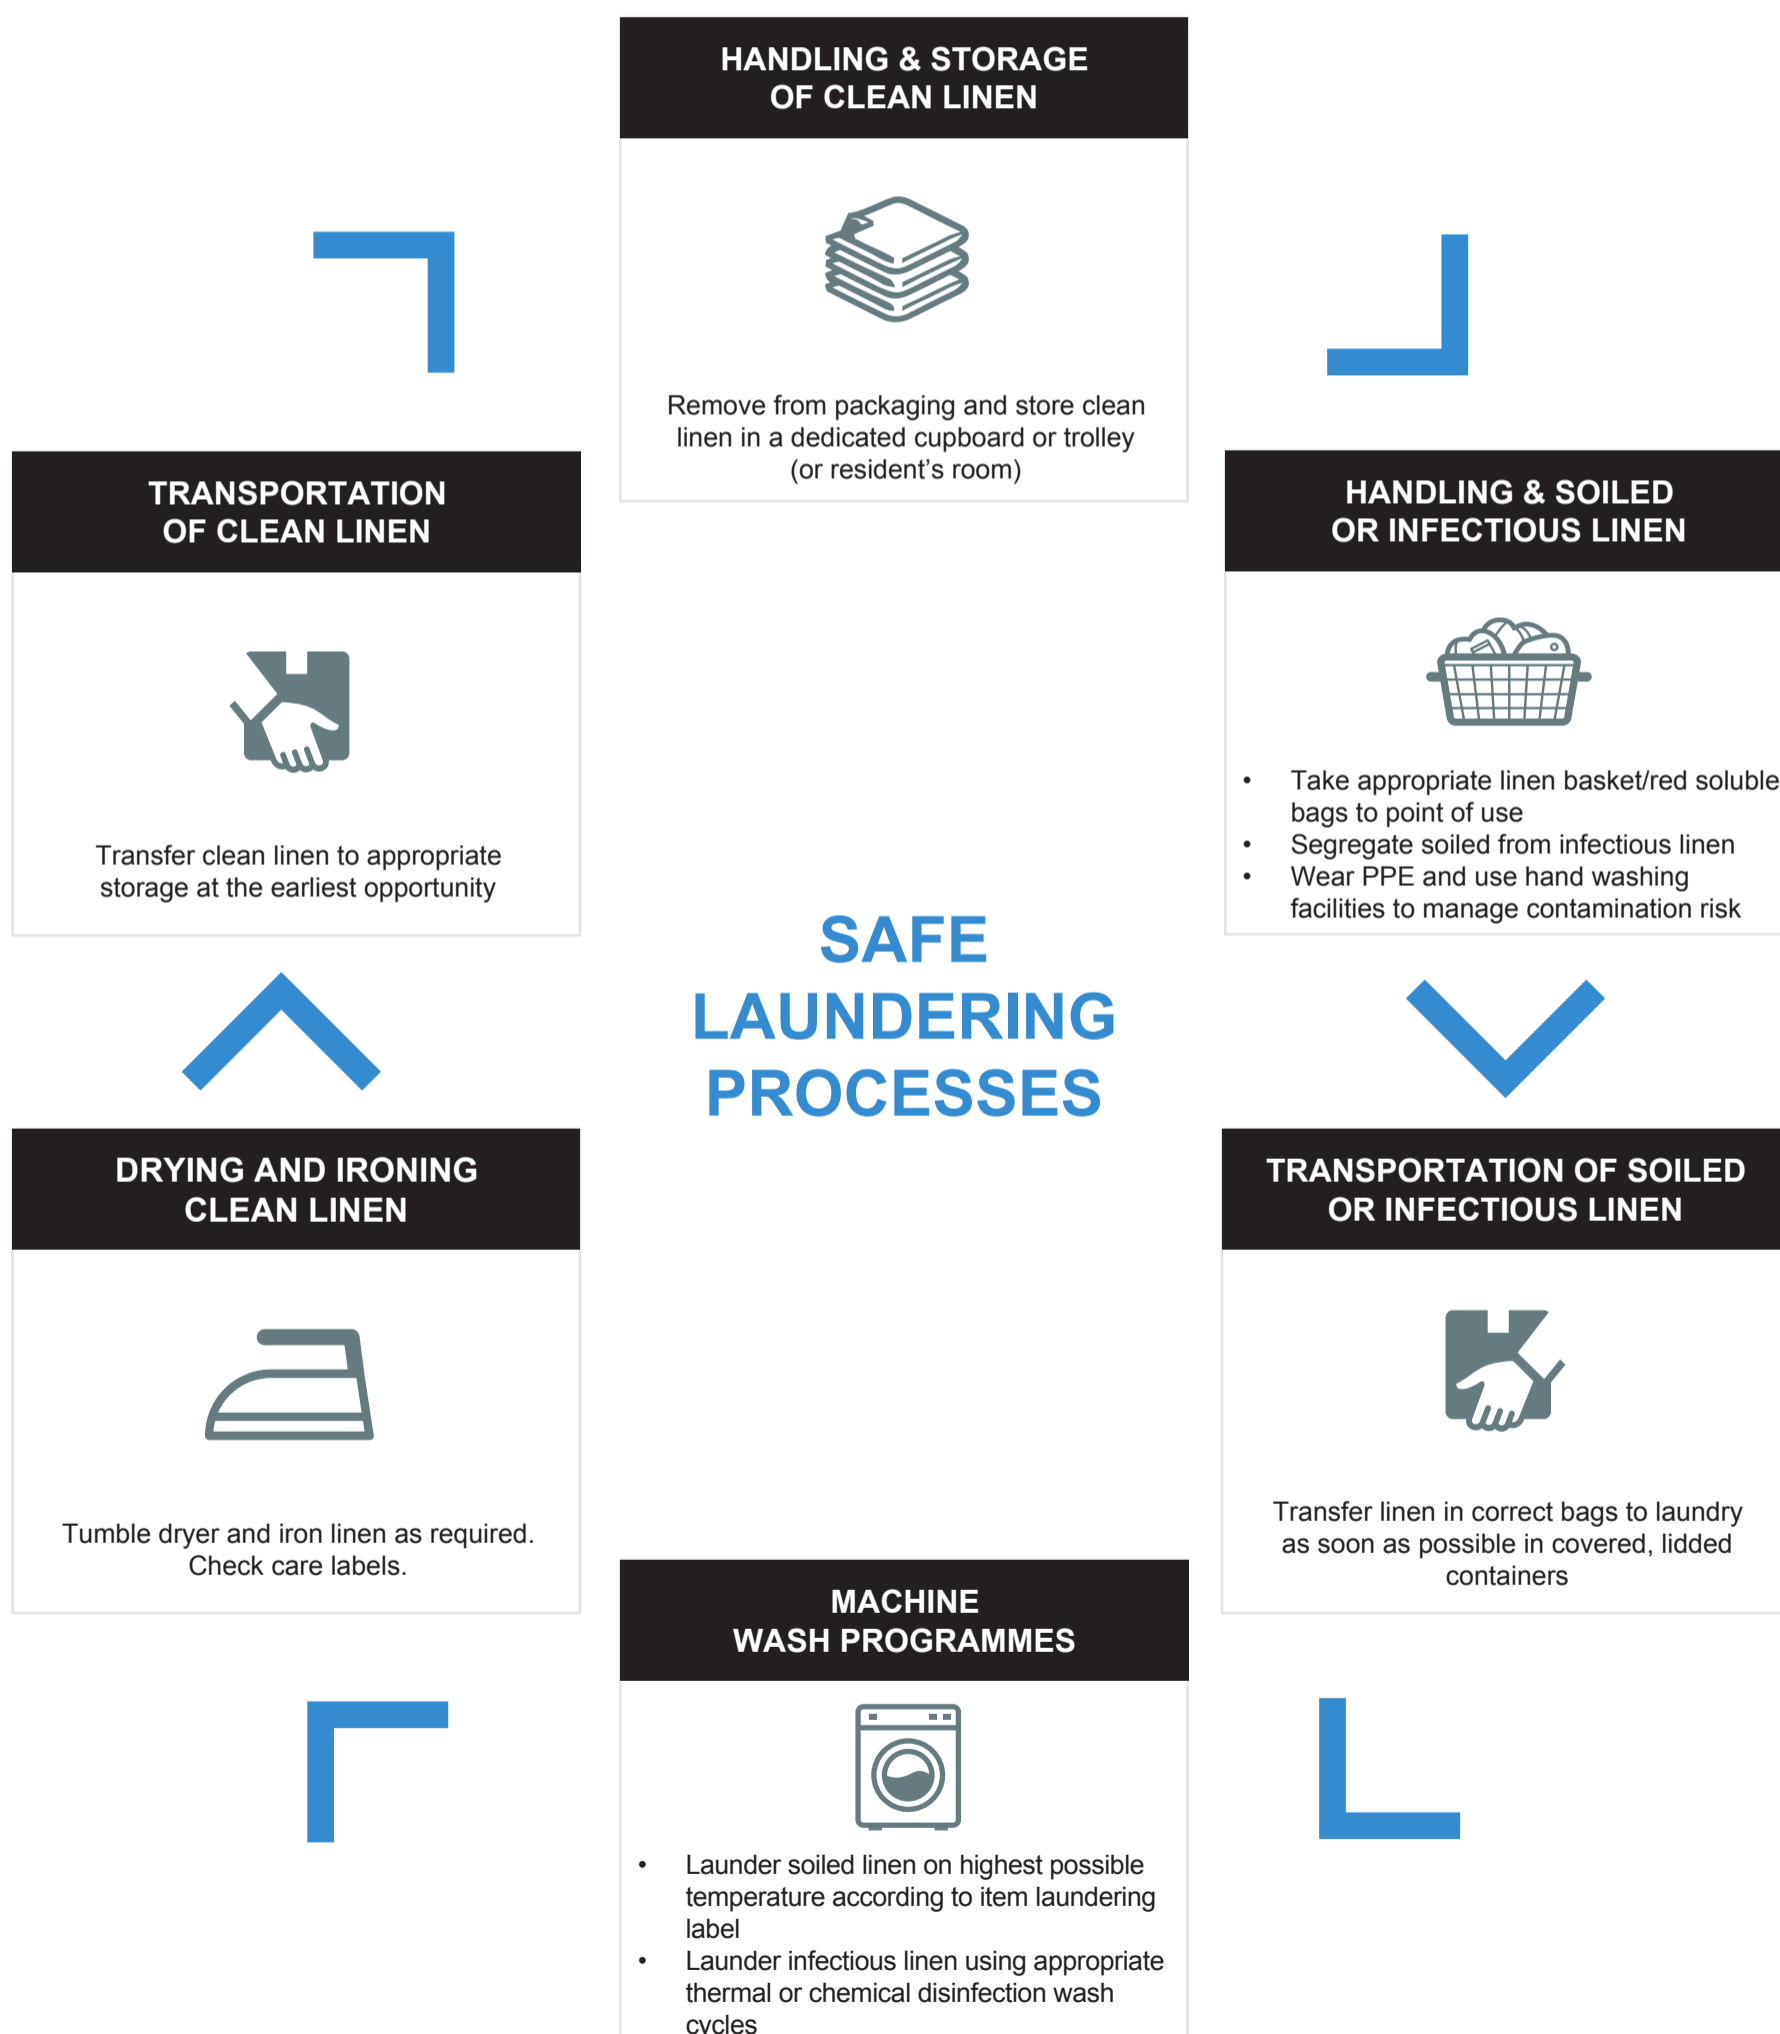 HANDLING & STORAGE
OF CLEAN LINEN
Remove from packaging and store clean
linen in a dedicated cupboard or trolley
(or resident’s room)
TRANSPORTATION
OF CLEAN LINEN
Transfer clean linen to appropriate
storage at the earliest opportunity
HANDLING & SOILED
OR INFECTIOUS LINEN
• Take appropriate linen basket/red soluble
bags to point of use
• Segregate soiled from infectious linen
• Wear PPE and use hand washing
facilities to manage contamination risk
SAFE
LAUNDERING
PROCESSES
DRYING AND IRONING
CLEAN LINEN
Tumble dryer and iron linen as required.
Check care labels.
TRANSPORTATION OF SOILED
OR INFECTIOUS LINEN
Transfer linen in correct bags to laundry
as soon as possible in covered, lidded
containers
MACHINE
WASH PROGRAMMES
• Launder soiled linen on highest possible
temperature according to item laundering
label
• Launder infectious linen using appropriate
thermal or chemical disinfection wash
cycles